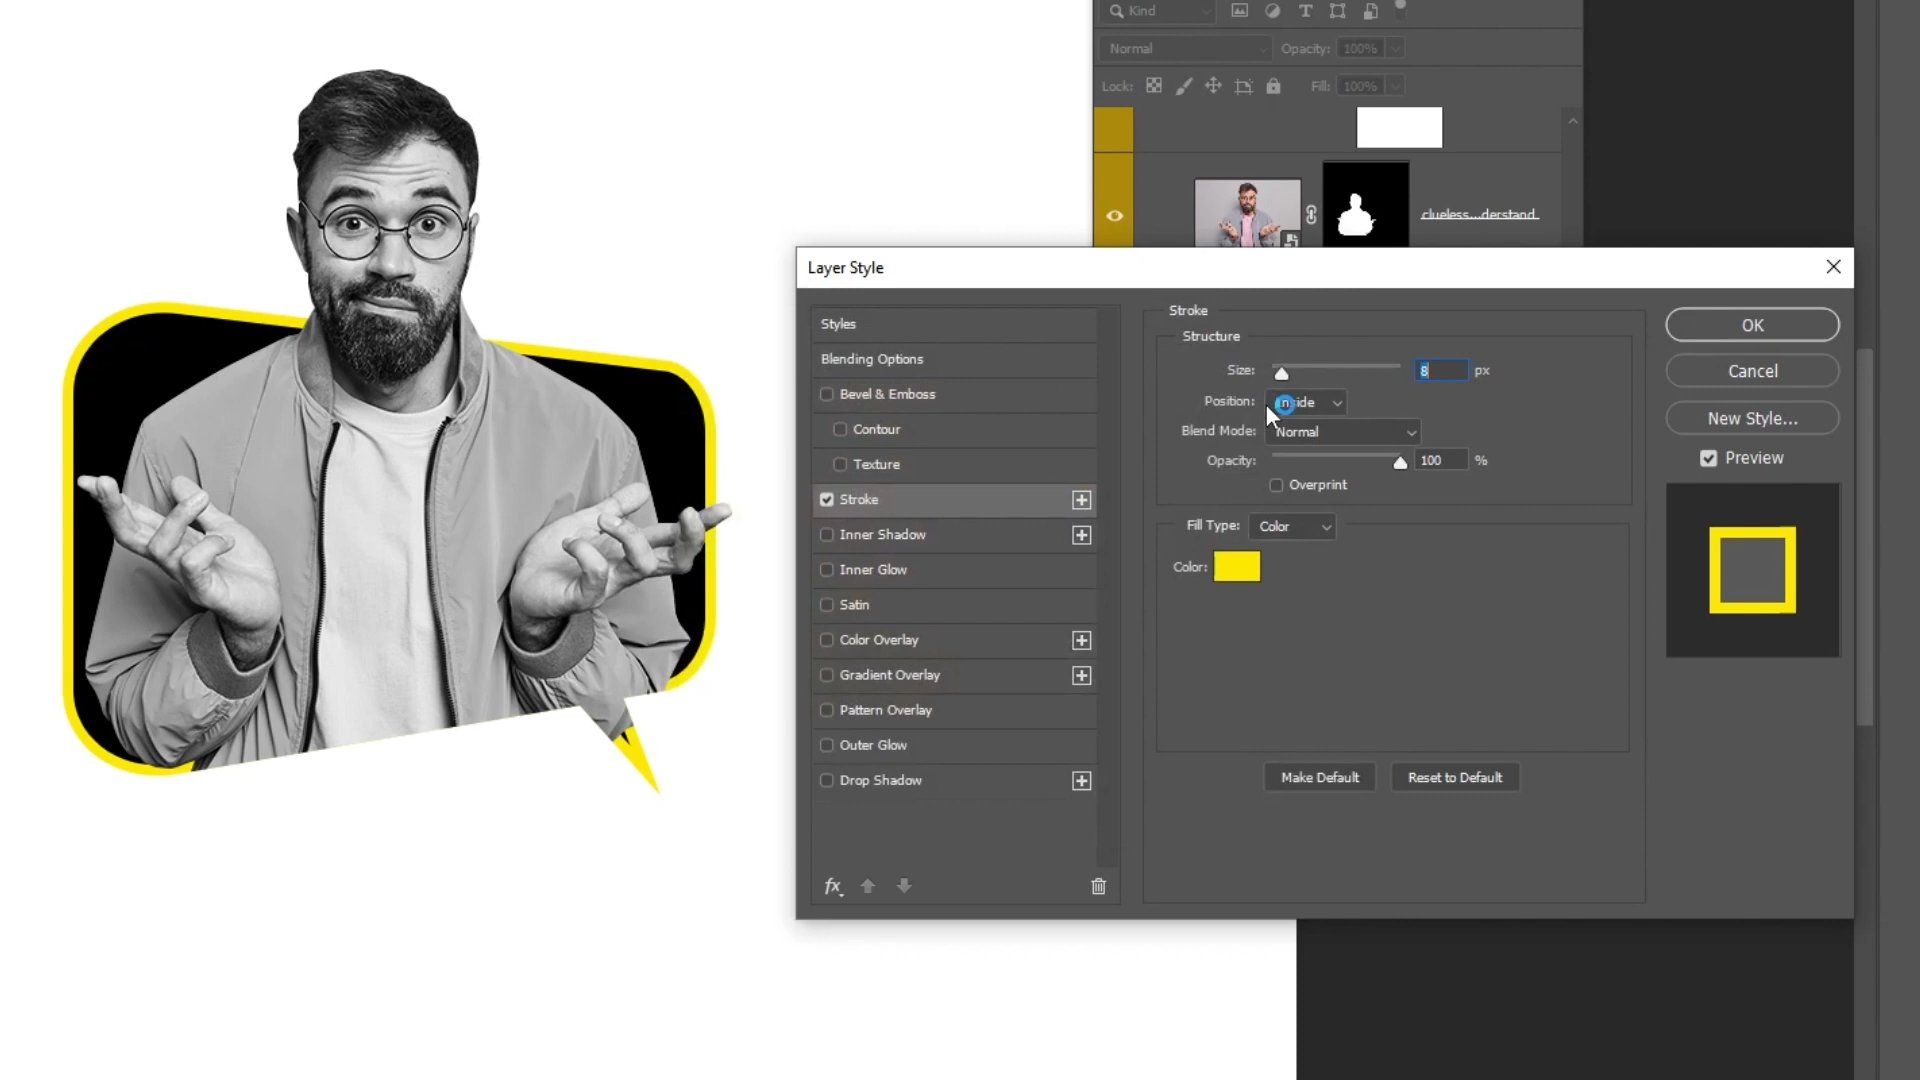 Kind
Normal
Opacity: 100%
Lock:
Fill: 100%
clueless...derstand
Layer Style
Styles
Blending Options
Bevel & Emboss
Contour
Texture
Stroke
Inner Shadow
Inner Glow
Satin
Color Overlay
Gradient Overlay
Pattern Overlay
Outer Glow
Drop Shadow
fx
Stroke
Structure
Size: 8 px
Position: Inside
Blend Mode: Normal
Opacity: 100 %
Overprint
Fill Type: Color
Color:
Make Default
Reset to Default
OK
Cancel
New Style...
Preview